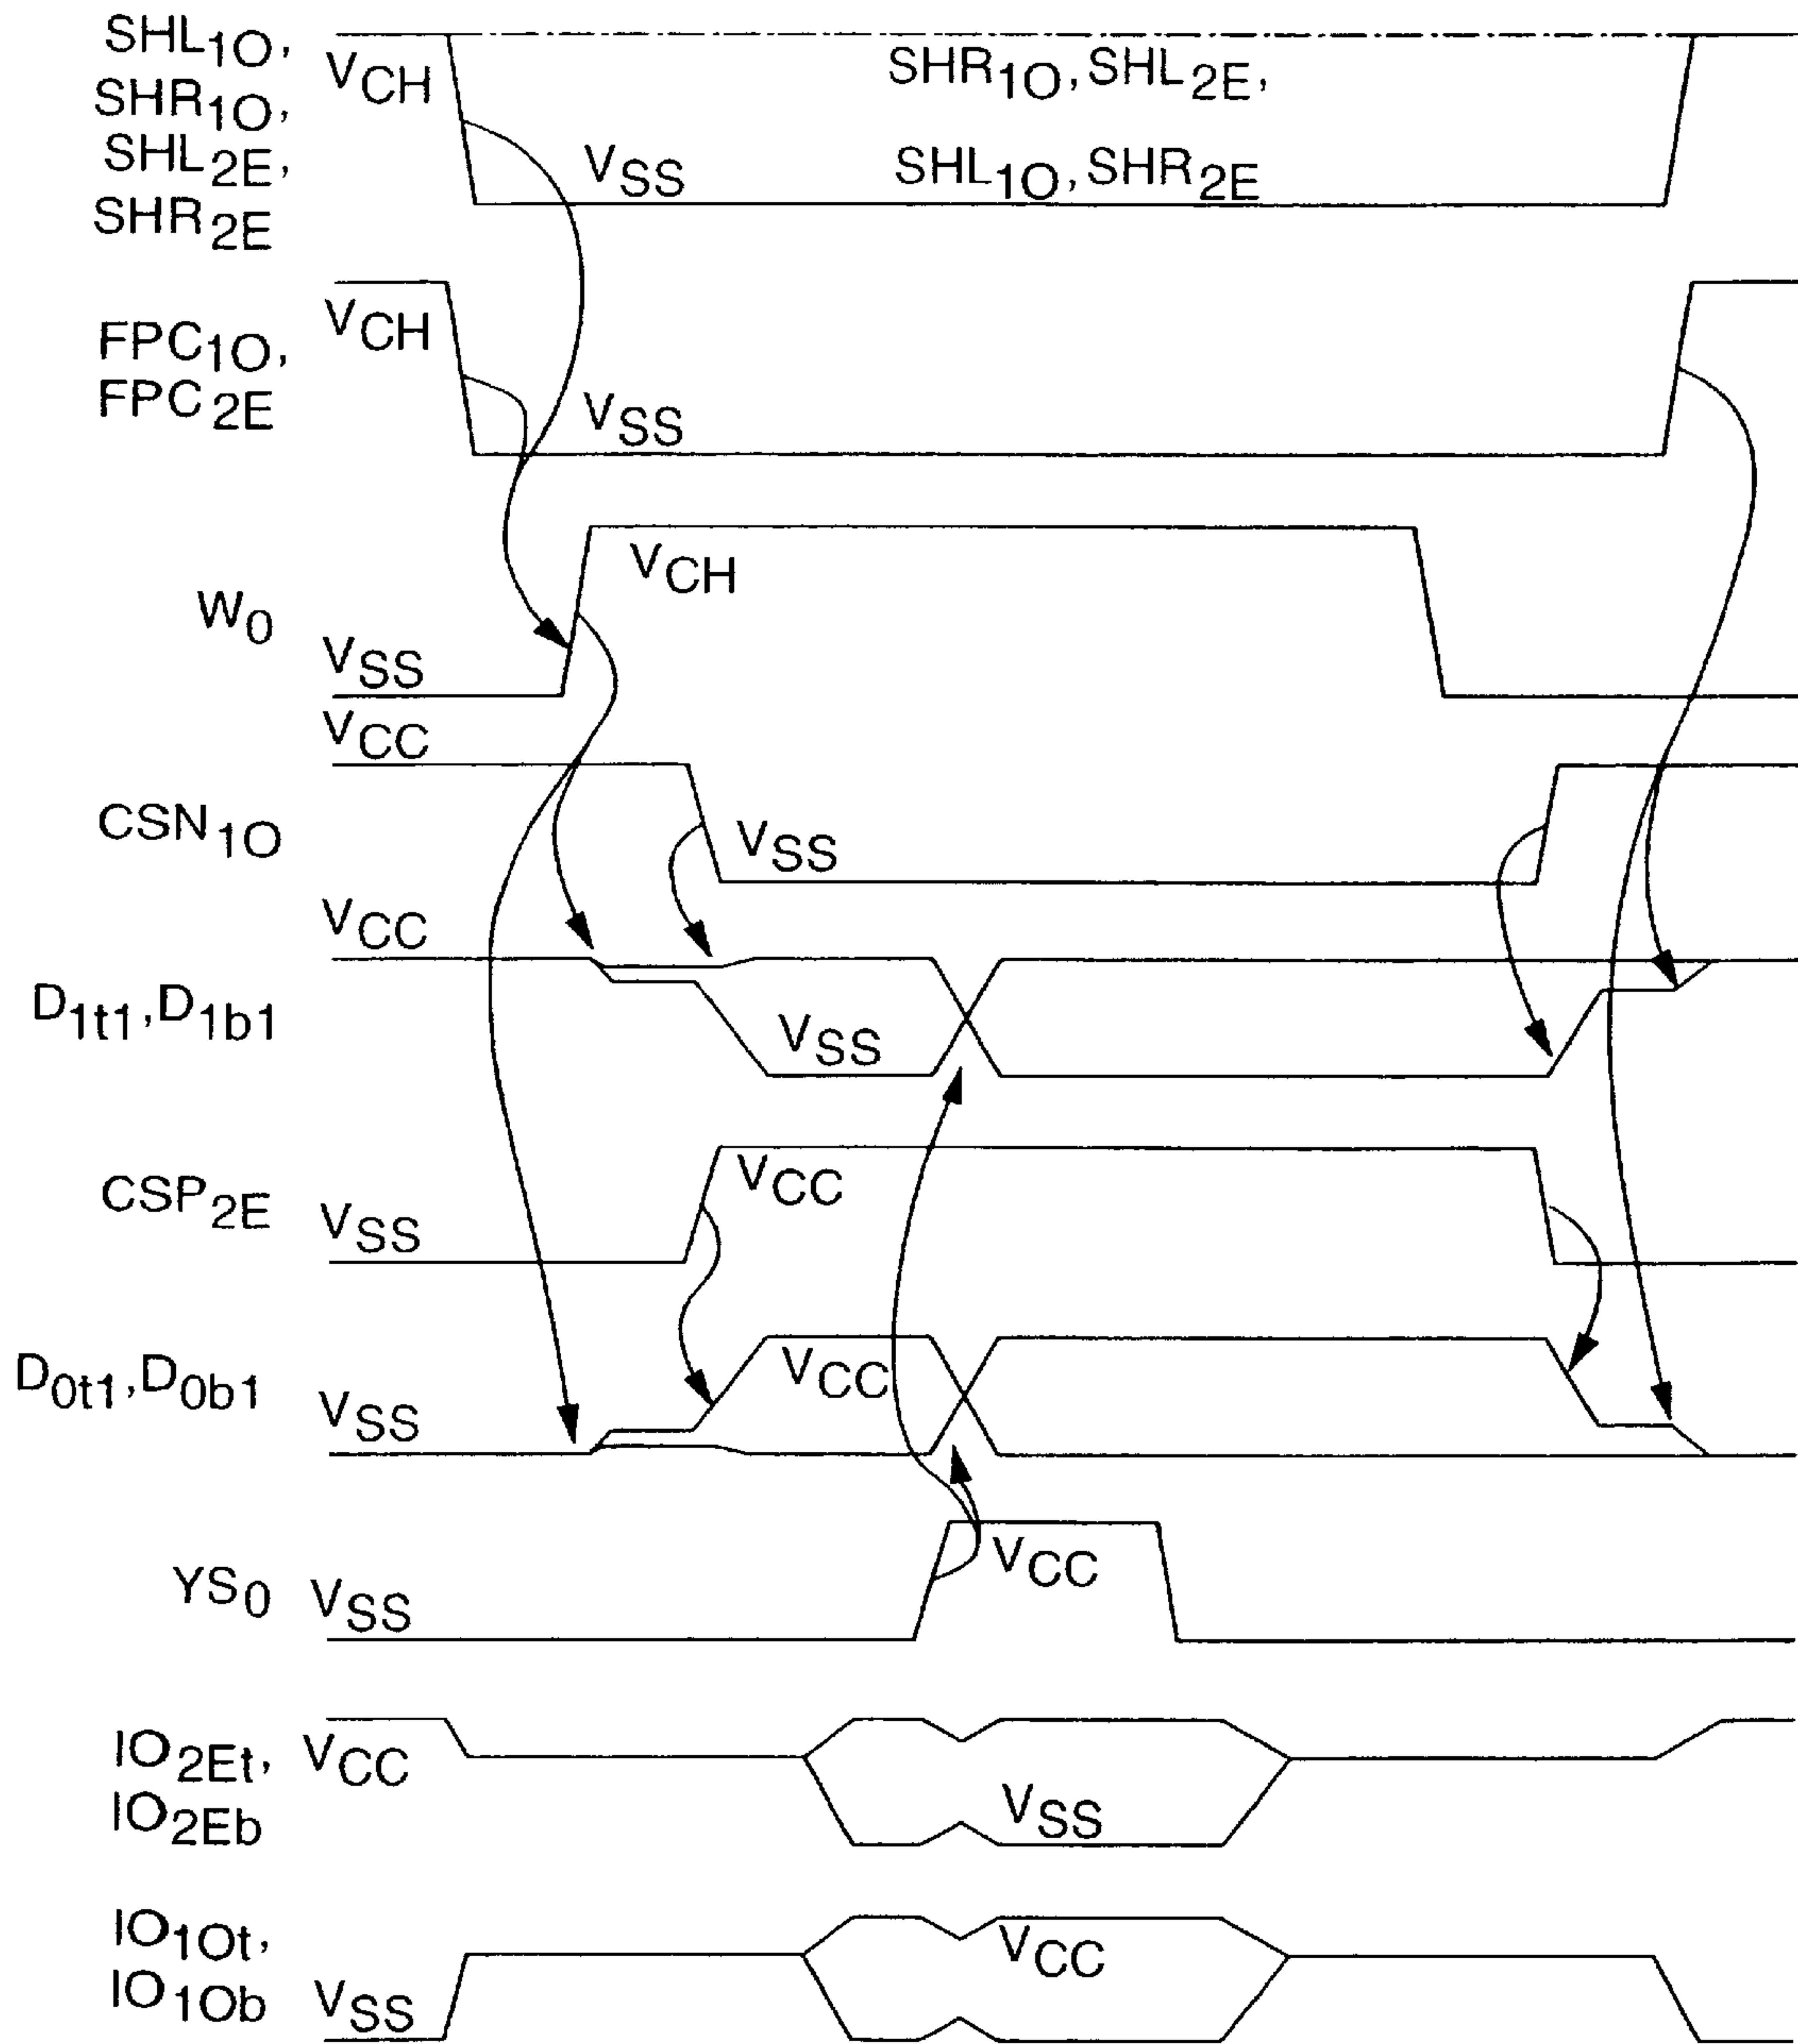 SHL1O,
SHR1O,
SHL2E,
SHR2E
VCH
SHR1O, SHL2E,
VSS
SHL1O, SHR2E
FPC1O,
FPC2E
VCH
VSS
W0
VCH
VSS
CSN1O
VCC
VSS
D1t1, D1b1
VCC
VSS
CSP2E
VCC
VSS
D0t1, D0b1
VCC
VSS
YS0
VCC
VSS
IO2Et,
IO2Eb
VCC
VSS
IO1Ot,
IO1Ob
VCC
VSS